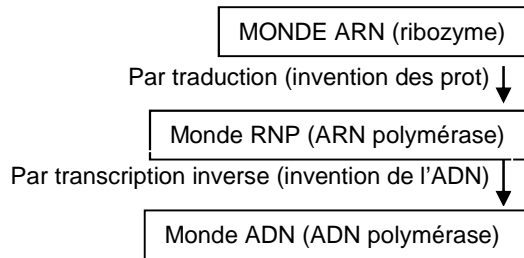 MONDE ARN (ribozyme)
Par traduction (invention des prot)
Monde RNP (ARN polymérase)
Par transcription inverse (invention de l'ADN)
Monde ADN (ADN polymérase)